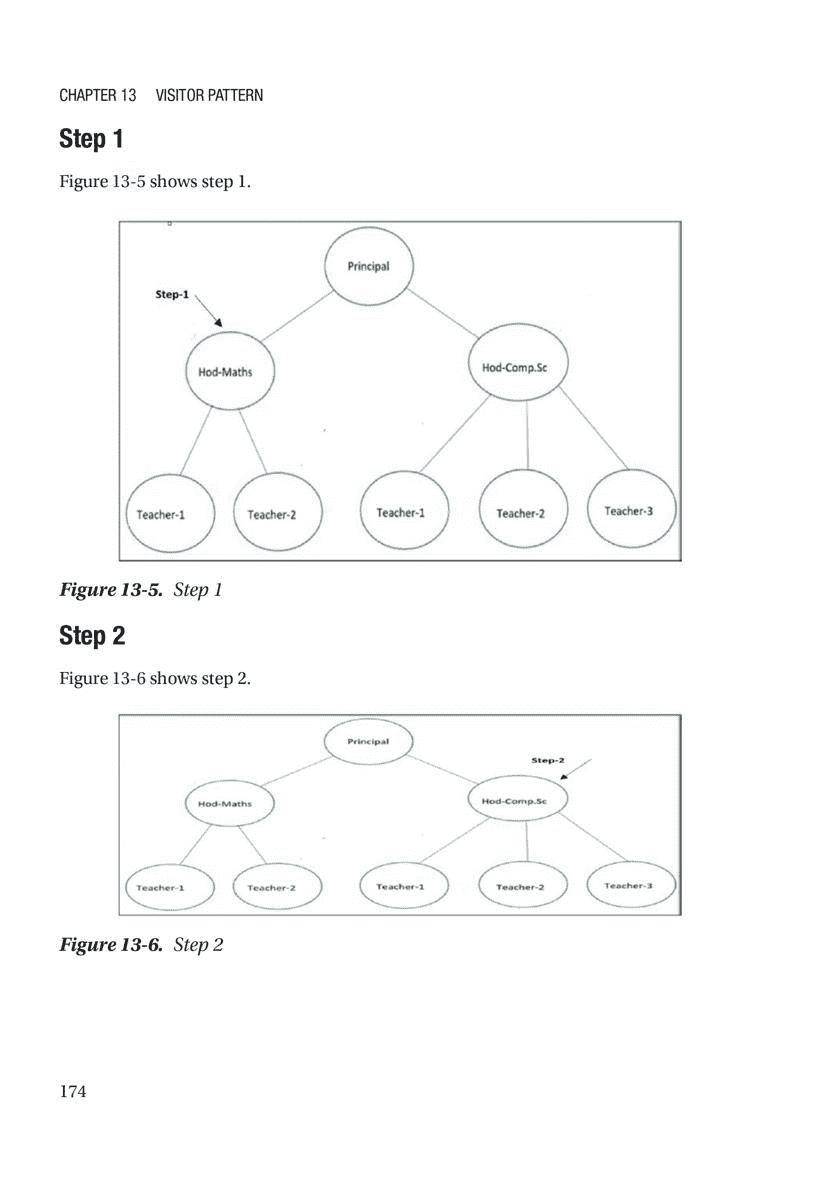 CHAPTER 13 VISITOR PATTERN
Step 1
Figure 13-5 shows step 1.
Principal
Step-1
Hod-Maths
Hod-Comp.Sc
Teacher-1
Teacher-2
Teacher-1
Teacher-2
Teacher-3
Figure 13-5. Step 1
Step 2
Figure 13-6 shows step 2.
Principal
Step-2
Hod-Maths
Hod-Comp.Sc
Teacher-1
Teacher-2
Teacher-1
Teacher-2
Teacher-3
Figure 13-6. Step 2
174